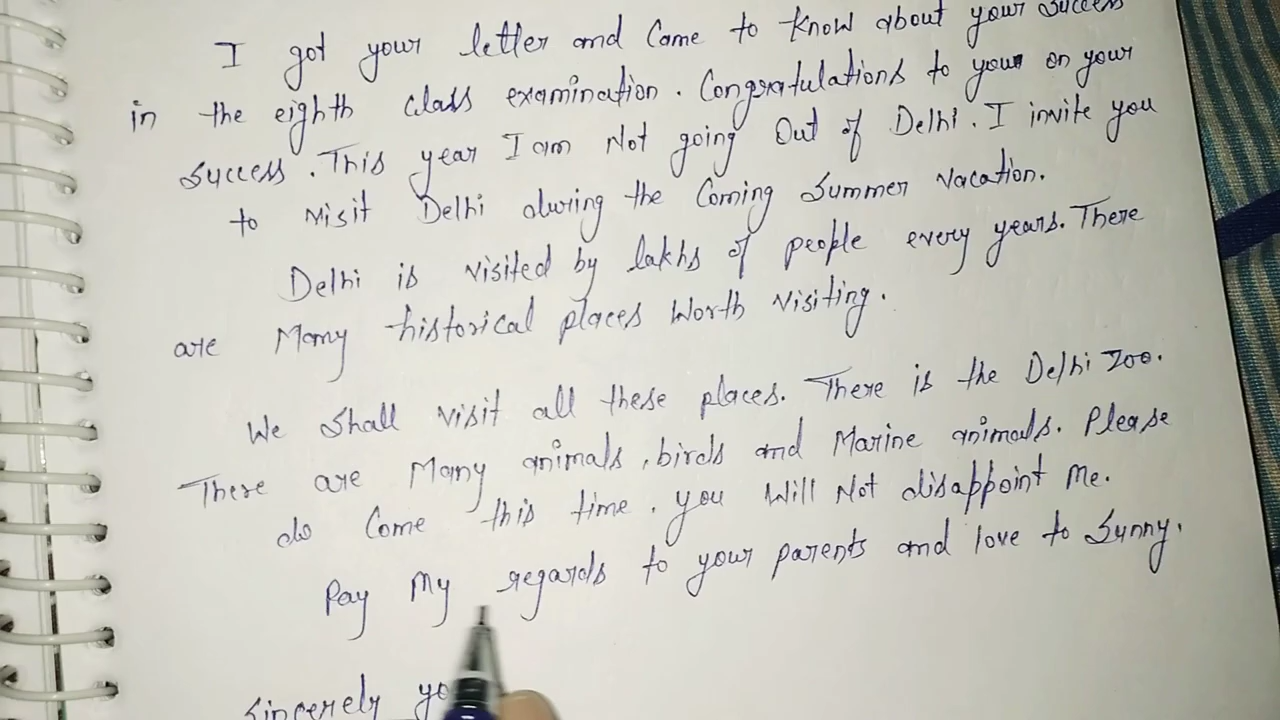 I got your letter and Come to know about your success
in the eighth class examination. Congratulations to you on your
success. This year I am Not going Out of Delhi. I invite you
to visit Delhi during the Coming Summer vacation.
Delhi is visited by lakhs of people every years. There
are Many historical places Worth visiting.
We Shall visit all these places. There is the Delhi Zoo.
There are Many animals, birds and Marine animals. Please
do Come this time. you Will Not disappoint Me.
Pay My regards to your parents and love to Sunny.
Sincerely yo